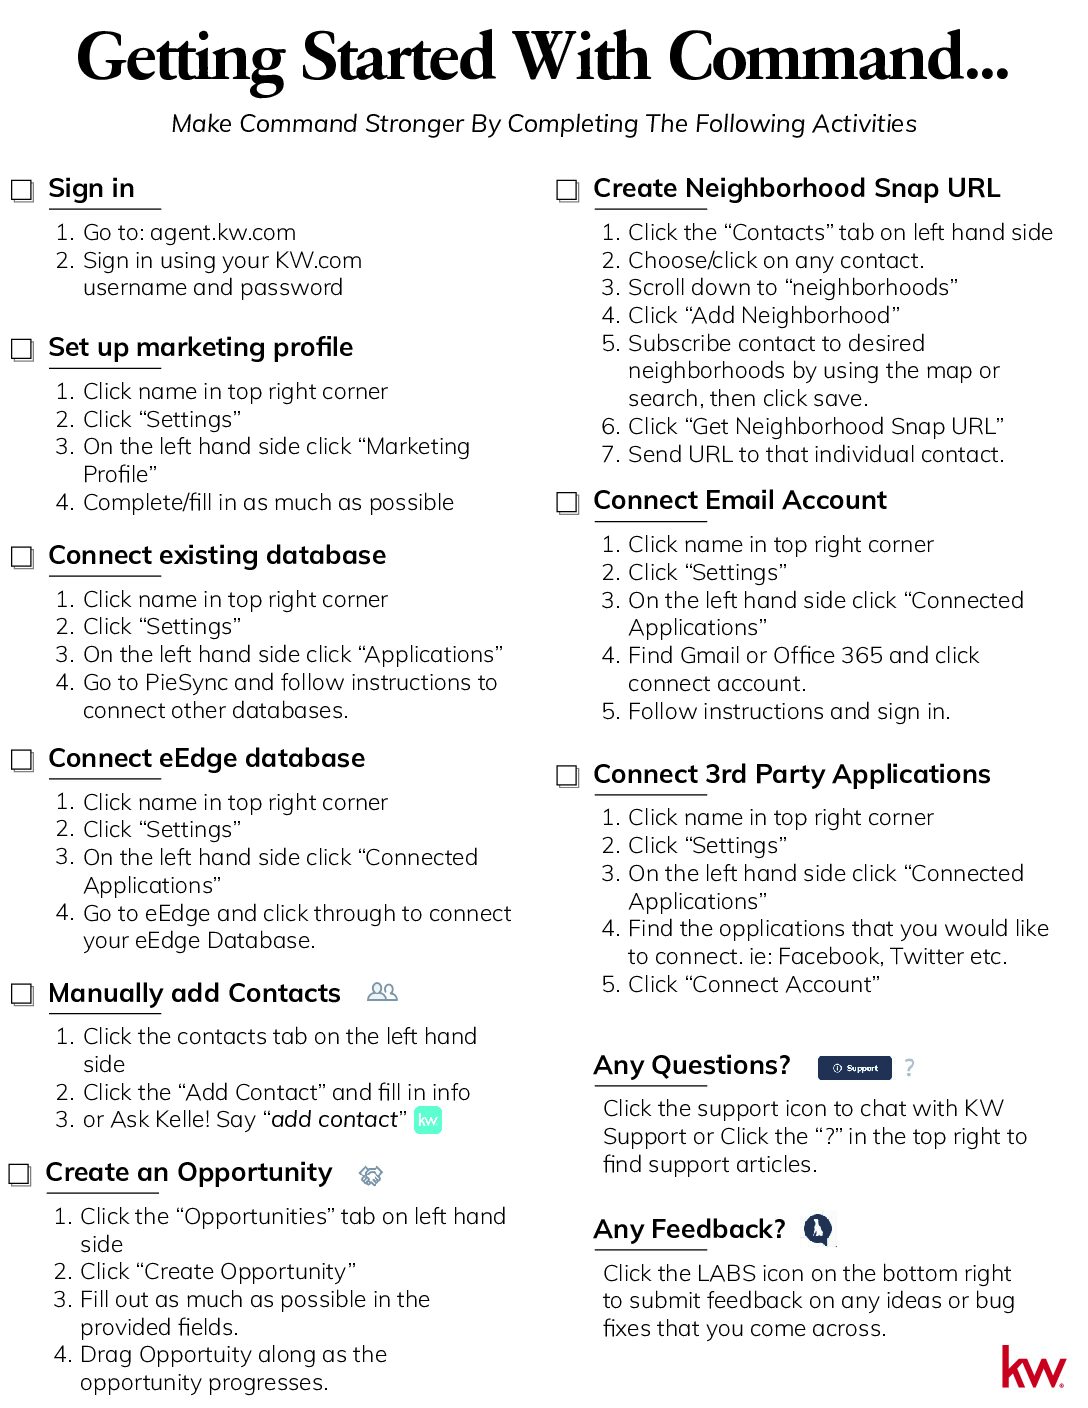 Getting Started With Command...
Make Command Stronger By Completing The Following Activities
Sign in
1. Go to: agent.kw.com
2. Sign in using your KW.com
username and password
Set up marketing profile
1. Click name in top right corner
2. Click “Settings”
3. On the left hand side click “Marketing
Profile”
4. Complete/fill in as much as possible
Connect existing database
1. Click name in top right corner
2. Click “Settings”
3. On the left hand side click “Applications”
4. Go to PieSync and follow instructions to
connect other databases.
Connect eEdge database
1. Click name in top right corner
2. Click “Settings”
3. On the left hand side click “Connected
Applications”
4. Go to eEdge and click through to connect
your eEdge Database.
Manually add Contacts
1. Click the contacts tab on the left hand
side
2. Click the “Add Contact” and fill in info
3. or Ask Kelle! Say “add contact” kw
Create an Opportunity
1. Click the “Opportunities” tab on left hand
side
2. Click “Create Opportunity”
3. Fill out as much as possible in the
provided fields.
4. Drag Opportuity along as the
opportunity progresses.
Create Neighborhood Snap URL
1. Click the “Contacts” tab on left hand side
2. Choose/click on any contact.
3. Scroll down to “neighborhoods”
4. Click “Add Neighborhood”
5. Subscribe contact to desired
neighborhoods by using the map or
search, then click save.
6. Click “Get Neighborhood Snap URL”
7. Send URL to that individual contact.
Connect Email Account
1. Click name in top right corner
2. Click “Settings”
3. On the left hand side click “Connected
Applications”
4. Find Gmail or Office 365 and click
connect account.
5. Follow instructions and sign in.
Connect 3rd Party Applications
1. Click name in top right corner
2. Click “Settings”
3. On the left hand side click “Connected
Applications”
4. Find the opplications that you would like
to connect. ie: Facebook, Twitter etc.
5. Click “Connect Account”
Any Questions? Support ?
Click the support icon to chat with KW
Support or Click the “?” in the top right to
find support articles.
Any Feedback?
Click the LABS icon on the bottom right
to submit feedback on any ideas or bug
fixes that you come across.
kw